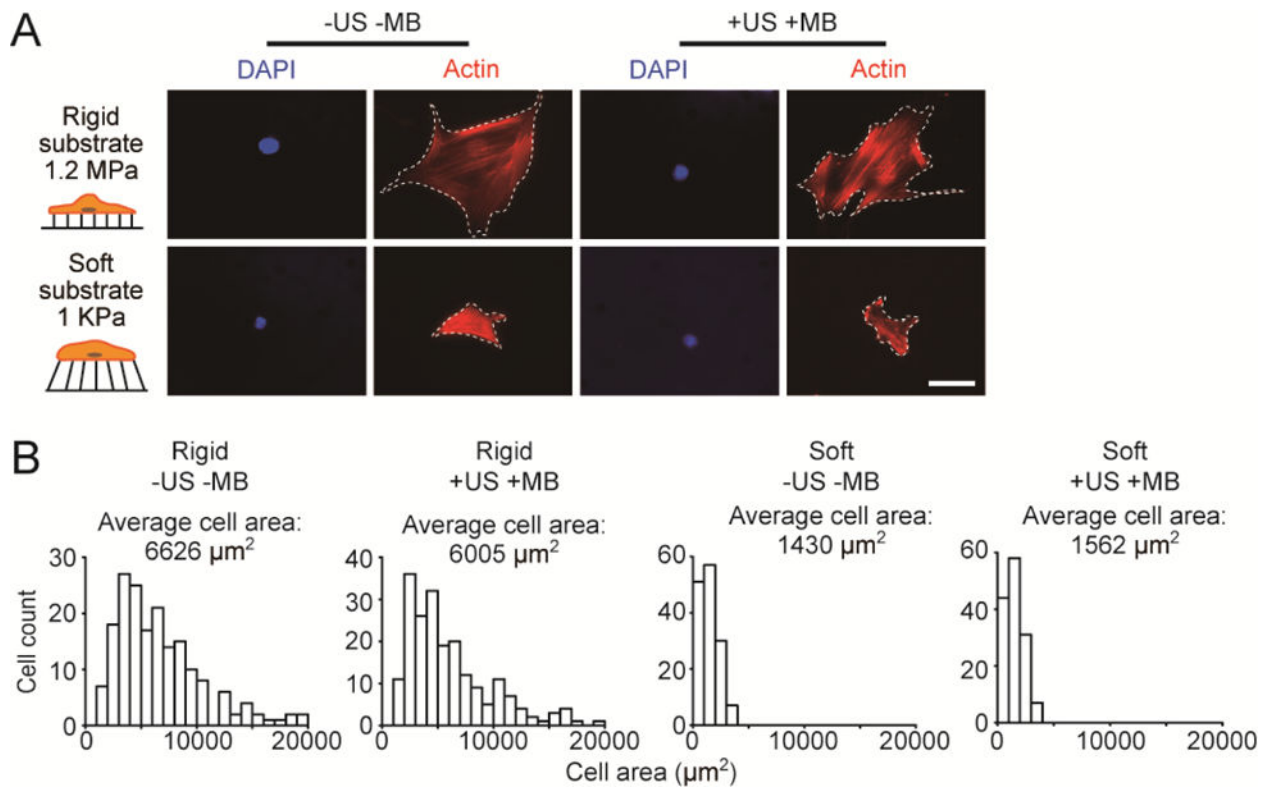 A
-US -MB
+US +MB
DAPI
Actin
DAPI
Actin
Rigid
substrate
1.2 MPa
Soft
substrate
1 KPa
B
Rigid
-US -MB
Average cell area:
6626 µm²
Rigid
+US +MB
Average cell area:
6005 µm²
Soft
-US -MB
Average cell area:
1430 µm²
Soft
+US +MB
Average cell area:
1562 µm²
Cell count
30
20
10
0
0
10000
20000
40
30
20
10
0
0
10000
20000
60
40
20
0
0
10000
20000
60
40
20
0
0
10000
20000
Cell area (µm²)